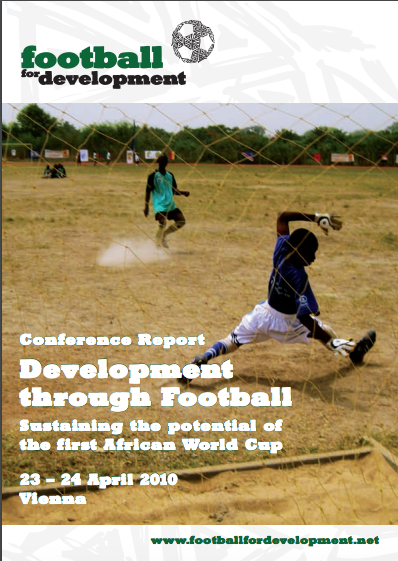 football
for development
Conference Report
Development
through Football
Sustaining the potential of
the first African World Cup
23 – 24 April 2010
Vienna
www.footballfordevelopment.net